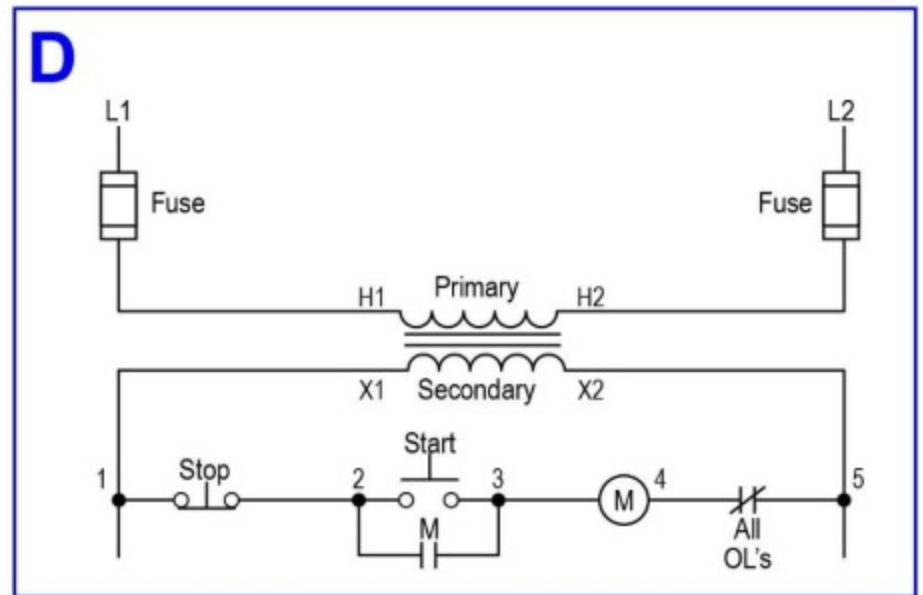 D
L1 L2
Fuse Fuse
H1 Primary H2
X1 Secondary X2
Start
1 Stop 2 3 4 5
M
M
All
OL's